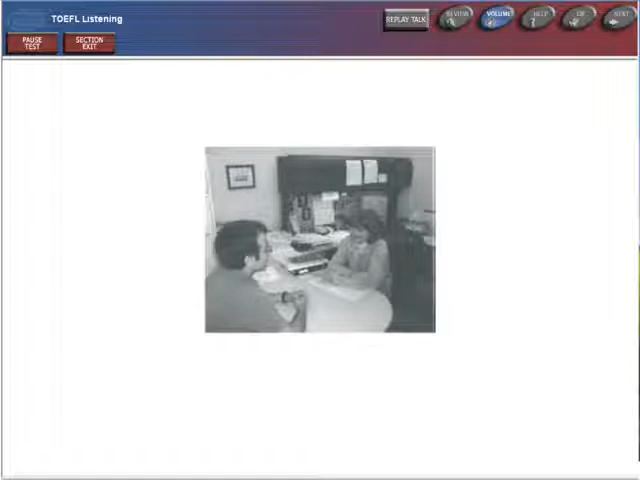 TOEFL Listening
REPLAY TALK
REVIEW
VOLUME
HELP
OK
NEXT
PAUSE
TEST
SECTION
EXIT